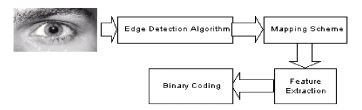 Edge Detection Algorithm
Mapping Scheme
Feature
Extraction
Binary Coding